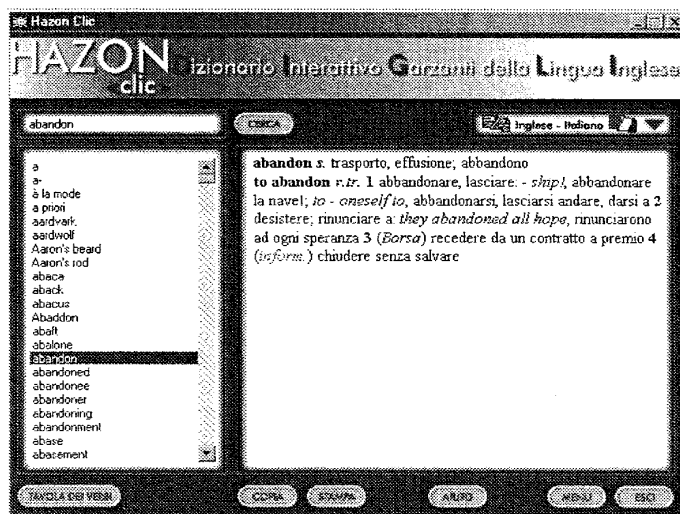 Hazon Clic
HAZON
clic
Dizionario Interattivo Garzanti della Lingua Inglese
abandon
CERCA
Inglese - Italiano
a
a-
à la mode
a priori
aardvark
aardwolf
Aaron's beard
Aaron's rod
abaca
aback
abacus
Abaddon
abaft
abalone
abandon
abandoned
abandonee
abandoner
abandoning
abandonment
abase
abasement
abandon s. trasporto, effusione; abbandono
to abandon v.tr. 1 abbandonare, lasciare: - ship!, abbandonare
la nave!; to - oneself to, abbandonarsi, lasciarsi andare, darsi a 2
desistere; rinunciare a: they abandoned all hope, rinunciarono
ad ogni speranza 3 (Borsa) recedere da un contratto a premio 4
(inform.) chiudere senza salvare
TAVOLA DEI VERBI
COPIA
STAMPA
AIUTO
MENU
ESCI